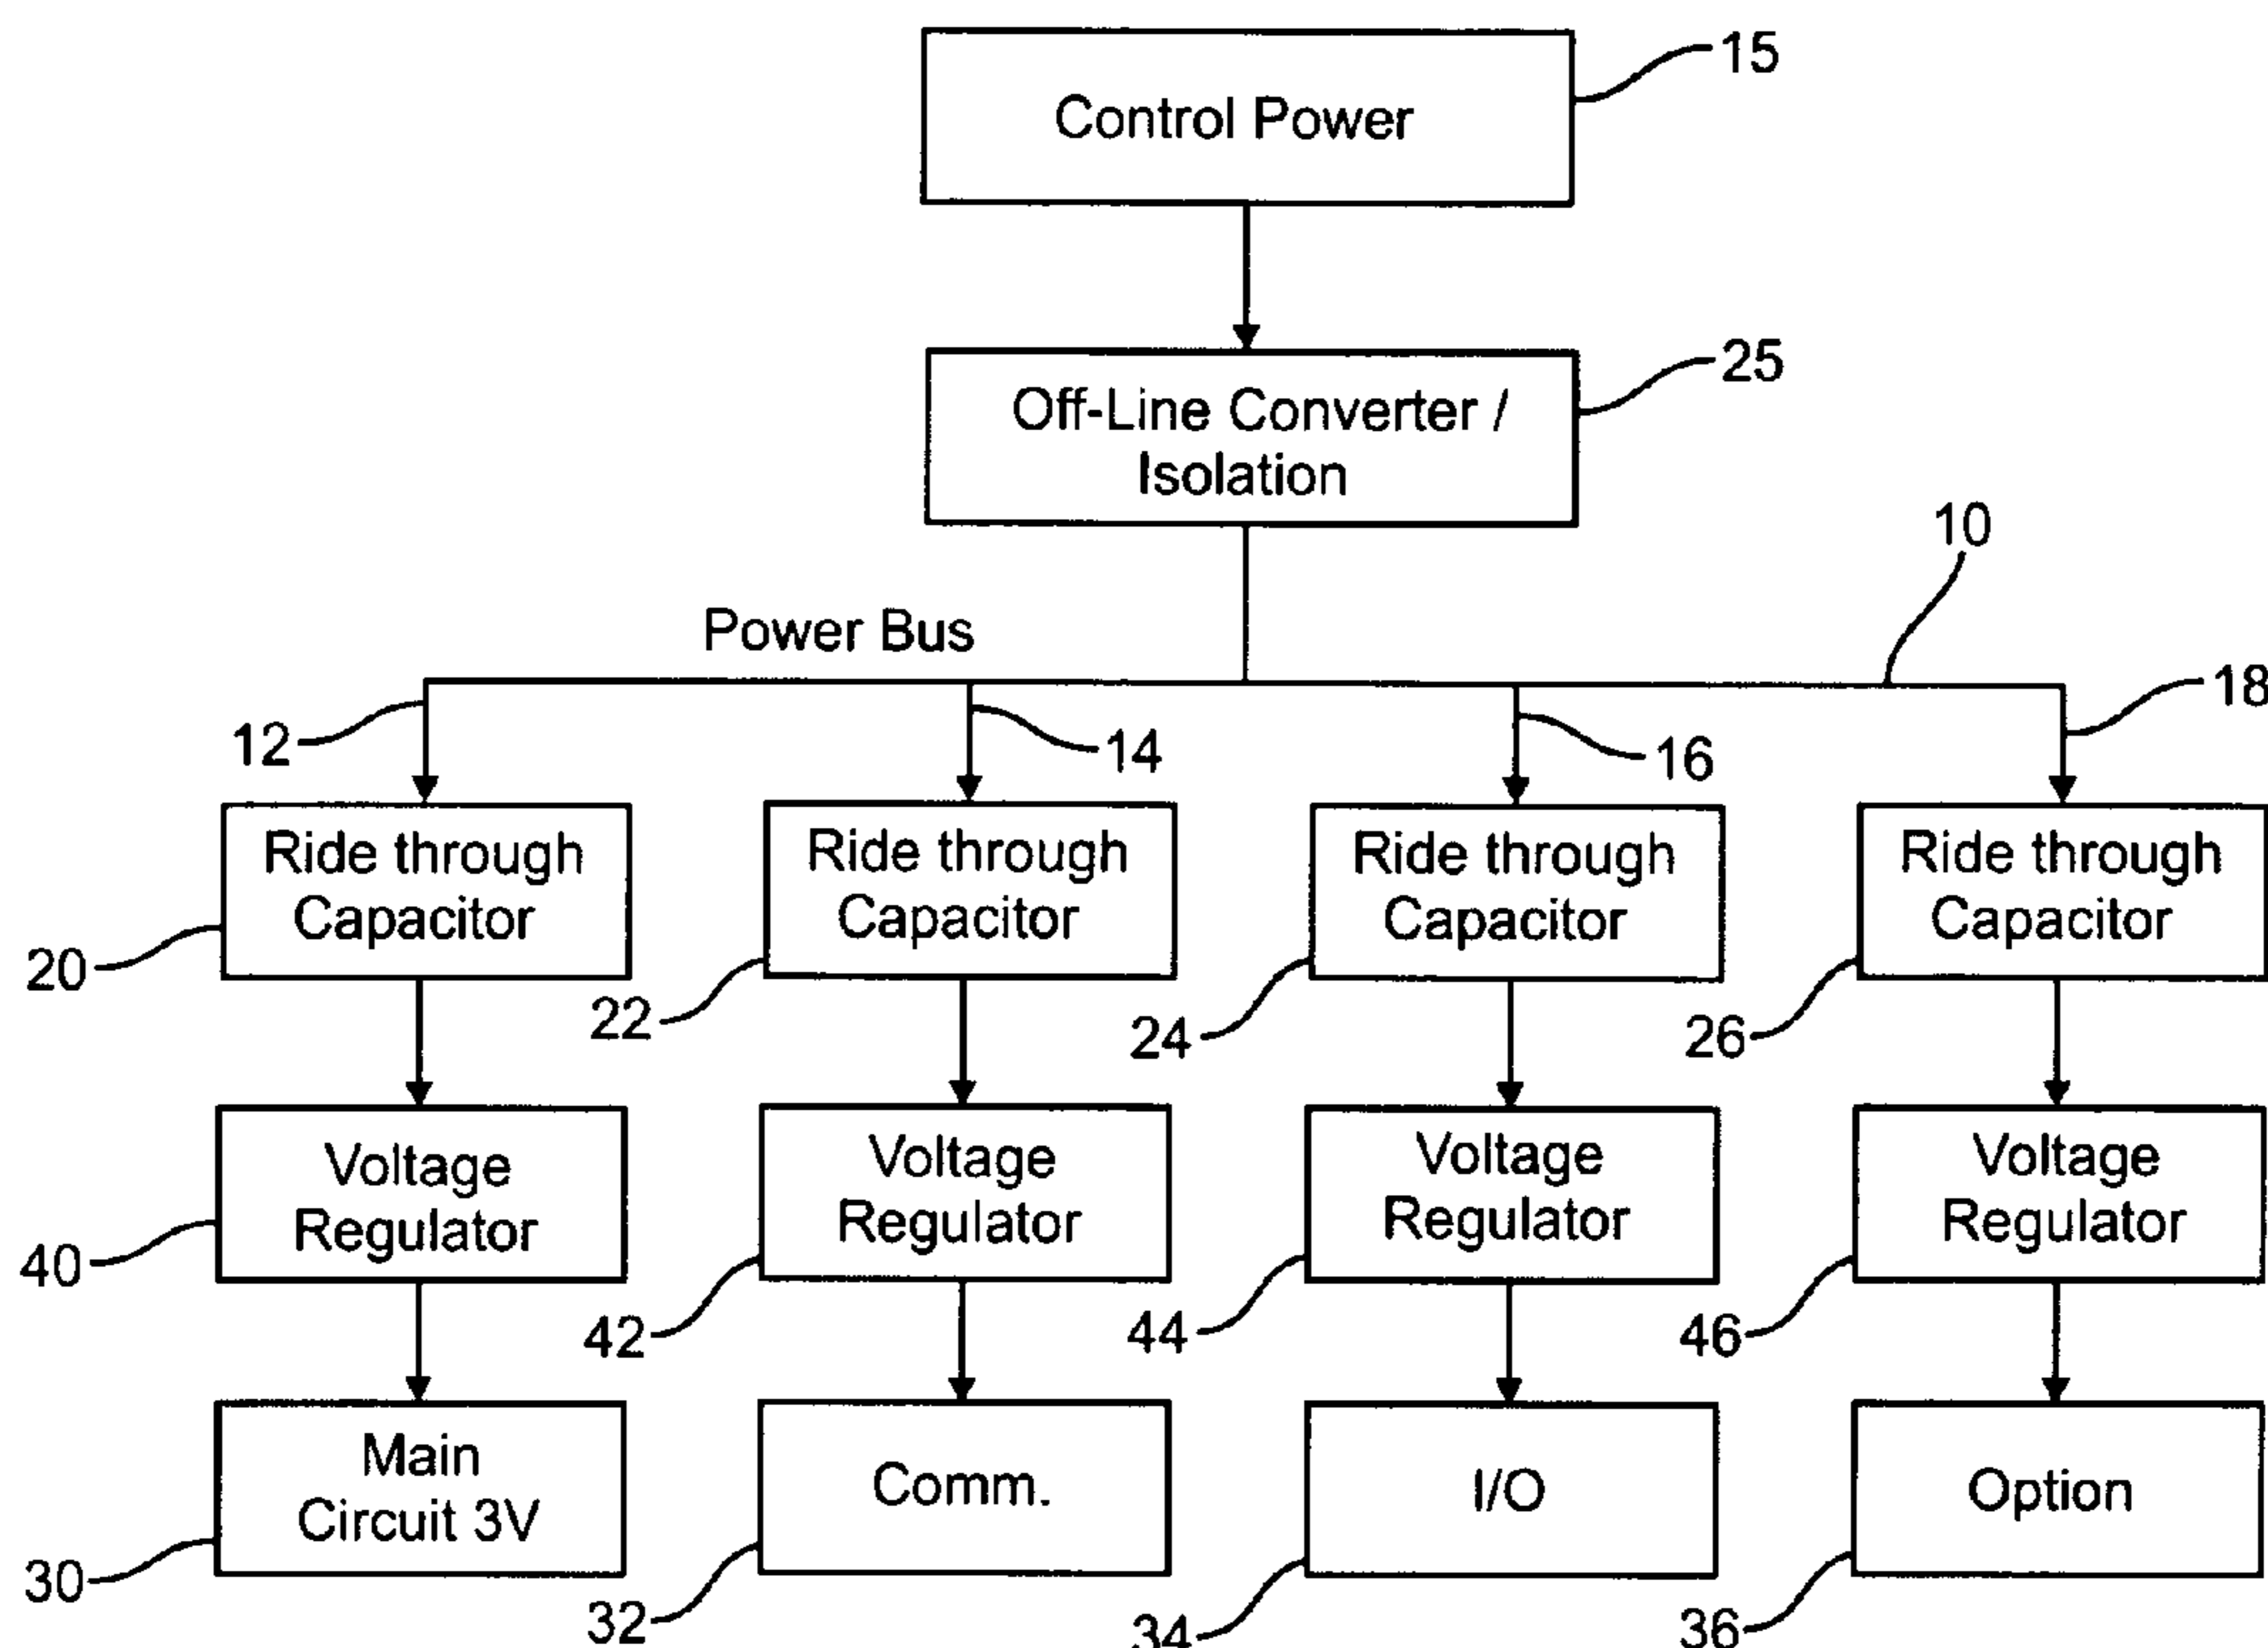 15
Control Power
25
Off-Line Converter /
Isolation
10
Power Bus
18
12
14
16
Ride through
Capacitor
Ride through
Capacitor
Ride through
Capacitor
Ride through
Capacitor
20
22
24
26
Voltage
Regulator
Voltage
Regulator
Voltage
Regulator
Voltage
Regulator
40
42
44
46
Main
Circuit 3V
Comm.
I/O
Option
30
32
34
36